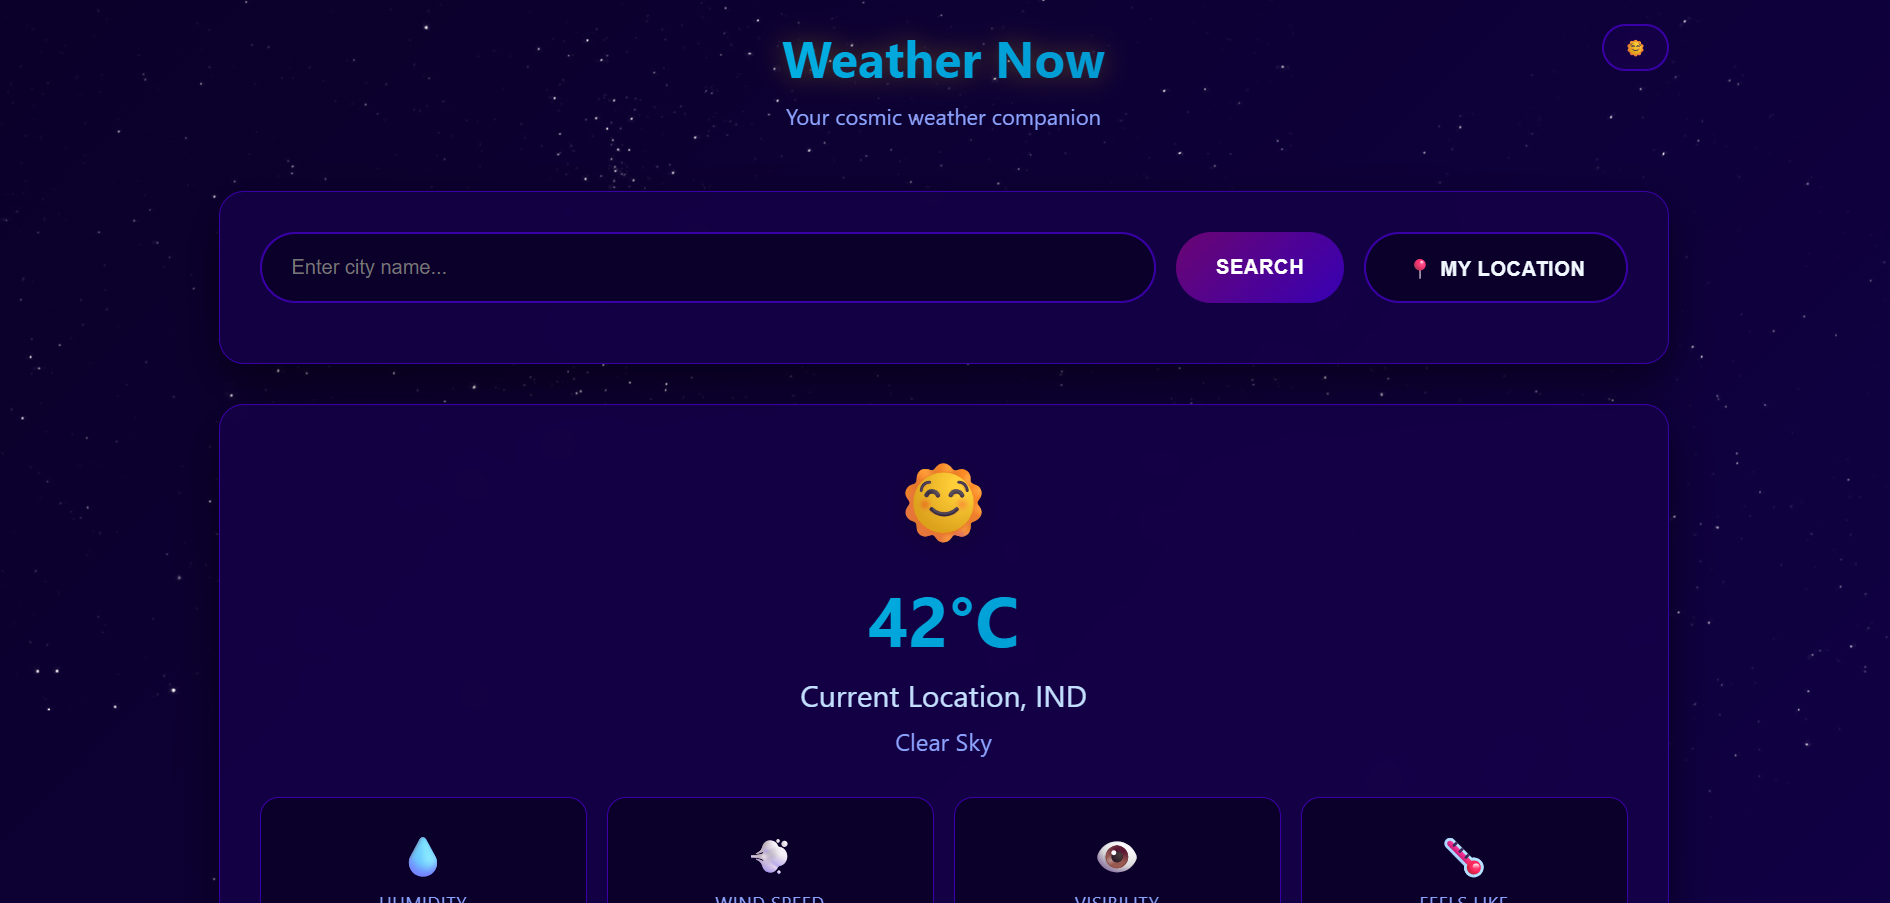 Weather Now
Your cosmic weather companion
Enter city name...
SEARCH
MY LOCATION
42°C
Current Location, IND
Clear Sky
HUMIDITY
WIND SPEED
VISIBILITY
FEELS LIKE